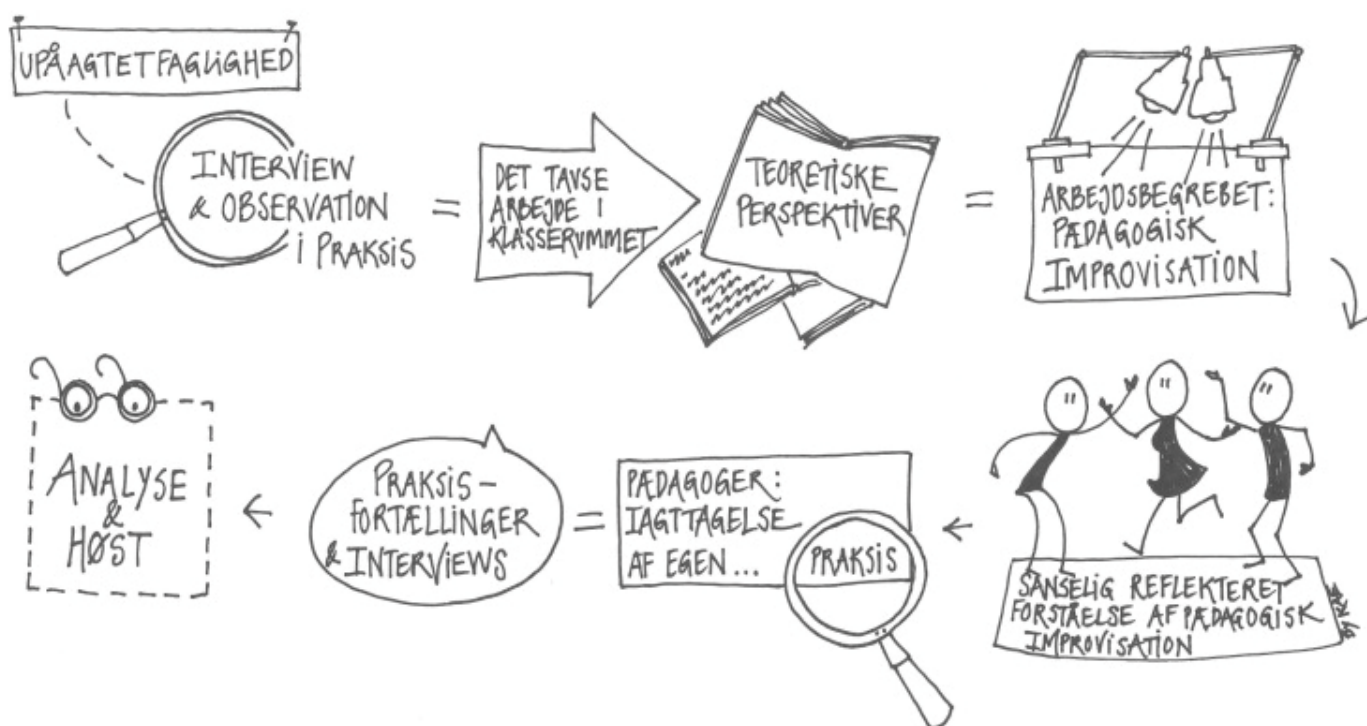 UPÅAGTET FAGLIGHED
INTERVIEW
& OBSERVATION
I PRAKSIS
=
DET TAVSE
ARBEJDE I
KLASSERUMMET
TEORETISKE
PERSPEKTIVER
=
ARBEJDSBEGREBET:
PÆDAGOGISK
IMPROVISATION
SANSELIG REFLEKTERET
FORSTÅELSE AF PÆDAGOGISK
IMPROVISATION
PÆDAGOGER:
IAGTTAGELSE
AF EGEN...
PRAKSIS
=
PRAKSIS-
FORTÆLLINGER
& INTERVIEWS
ANALYSE
&
HØST